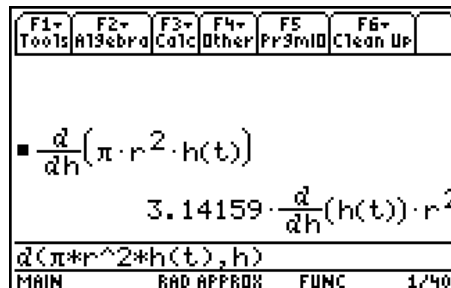 F1▾ F2▾ F3▾ F4▾ F5 F6▾
Tools Algebra Calc Other PrgmIO Clean Up
■ d/dh(π·r²·h(t))
3.14159·d/dh(h(t))·r²
d(π*r^2*h(t),h)
MAIN RAD APPROX FUNC 1/40